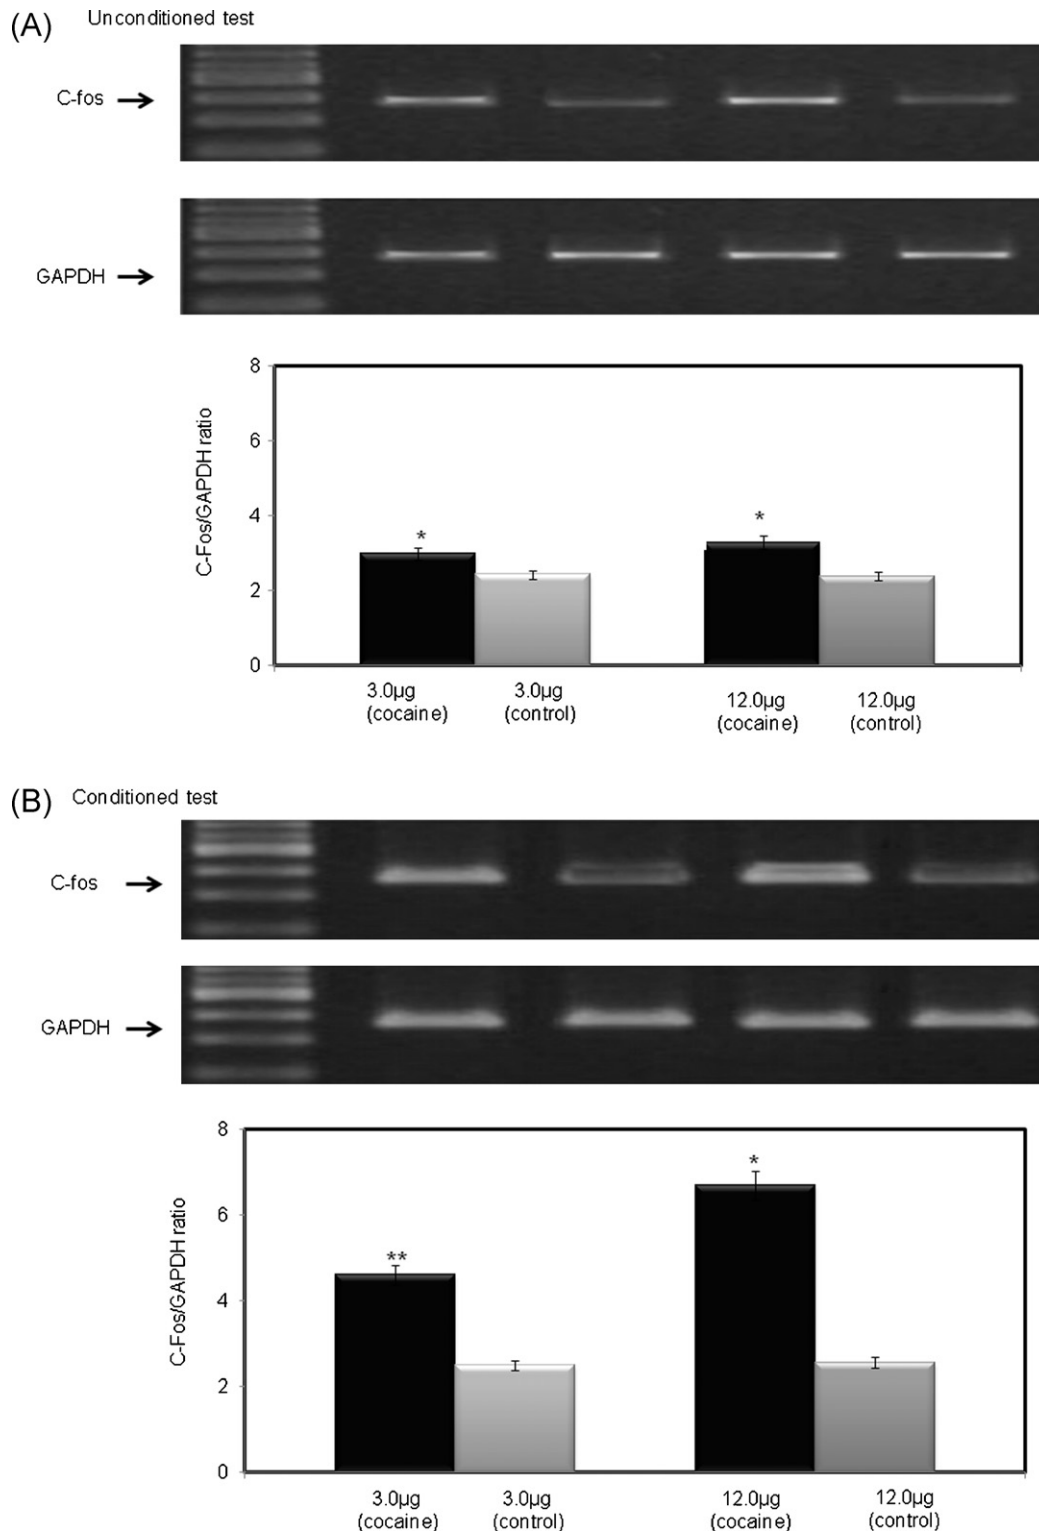 (A) Unconditioned test
C-fos
GAPDH
8
6
4
2
0
C-Fos/GAPDH ratio
*
*
3.0µg
(cocaine)
3.0µg
(control)
12.0µg
(cocaine)
12.0µg
(control)
(B) Conditioned test
C-fos
GAPDH
8
6
4
2
0
C-Fos/GAPDH ratio
**
*
3.0µg
(cocaine)
3.0µg
(control)
12.0µg
(cocaine)
12.0µg
(control)